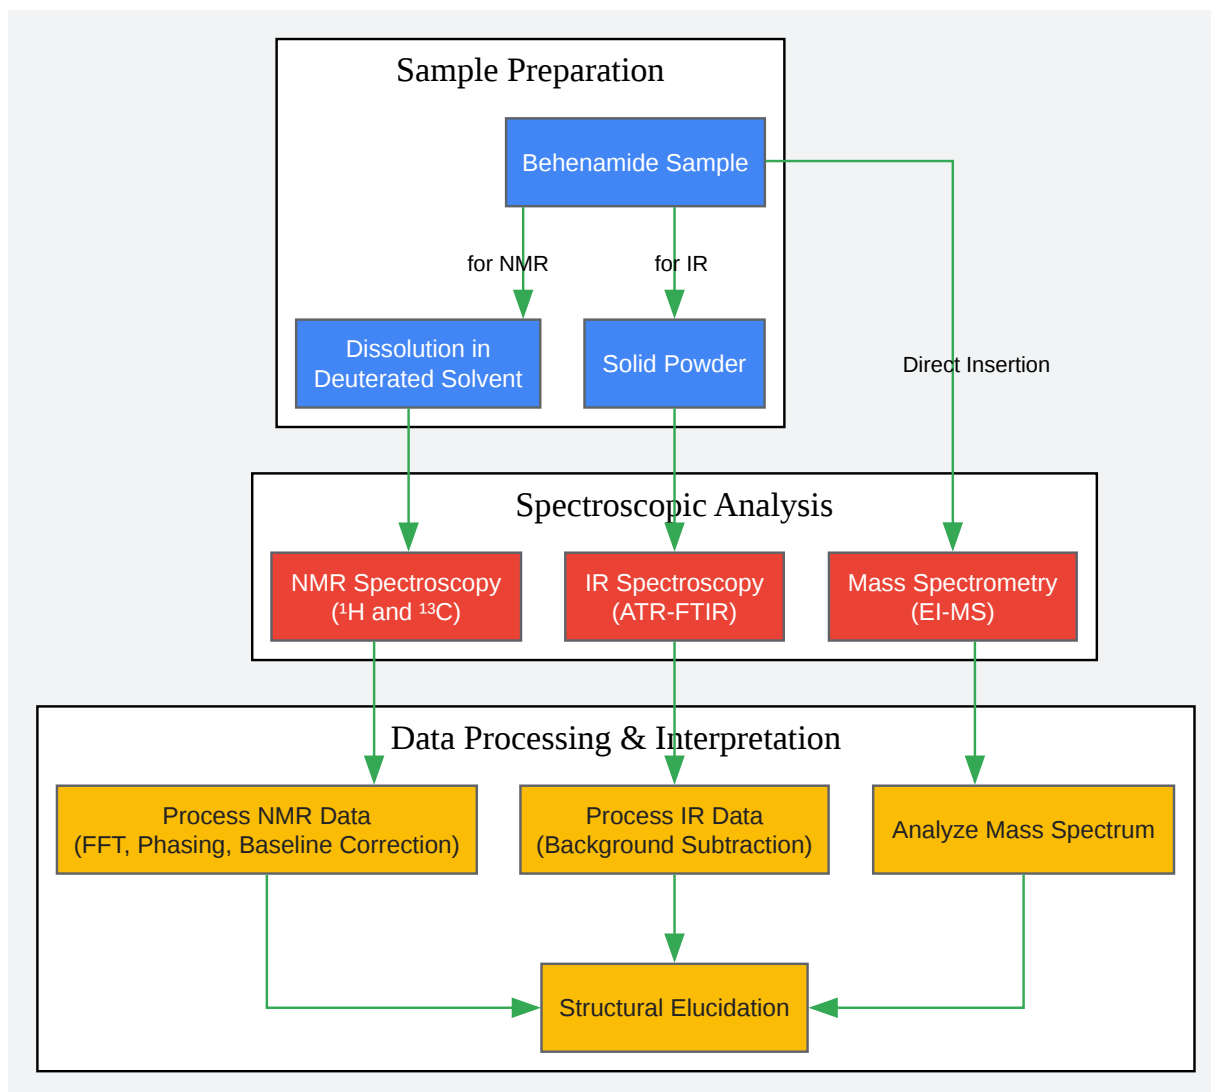 Sample Preparation
Behenamide Sample
for NMR
for IR
Dissolution in
Deuterated Solvent
Solid Powder
Direct Insertion
Spectroscopic Analysis
NMR Spectroscopy
(¹H and ¹³C)
IR Spectroscopy
(ATR-FTIR)
Mass Spectrometry
(EI-MS)
Data Processing & Interpretation
Process NMR Data
(FFT, Phasing, Baseline Correction)
Process IR Data
(Background Subtraction)
Analyze Mass Spectrum
Structural Elucidation